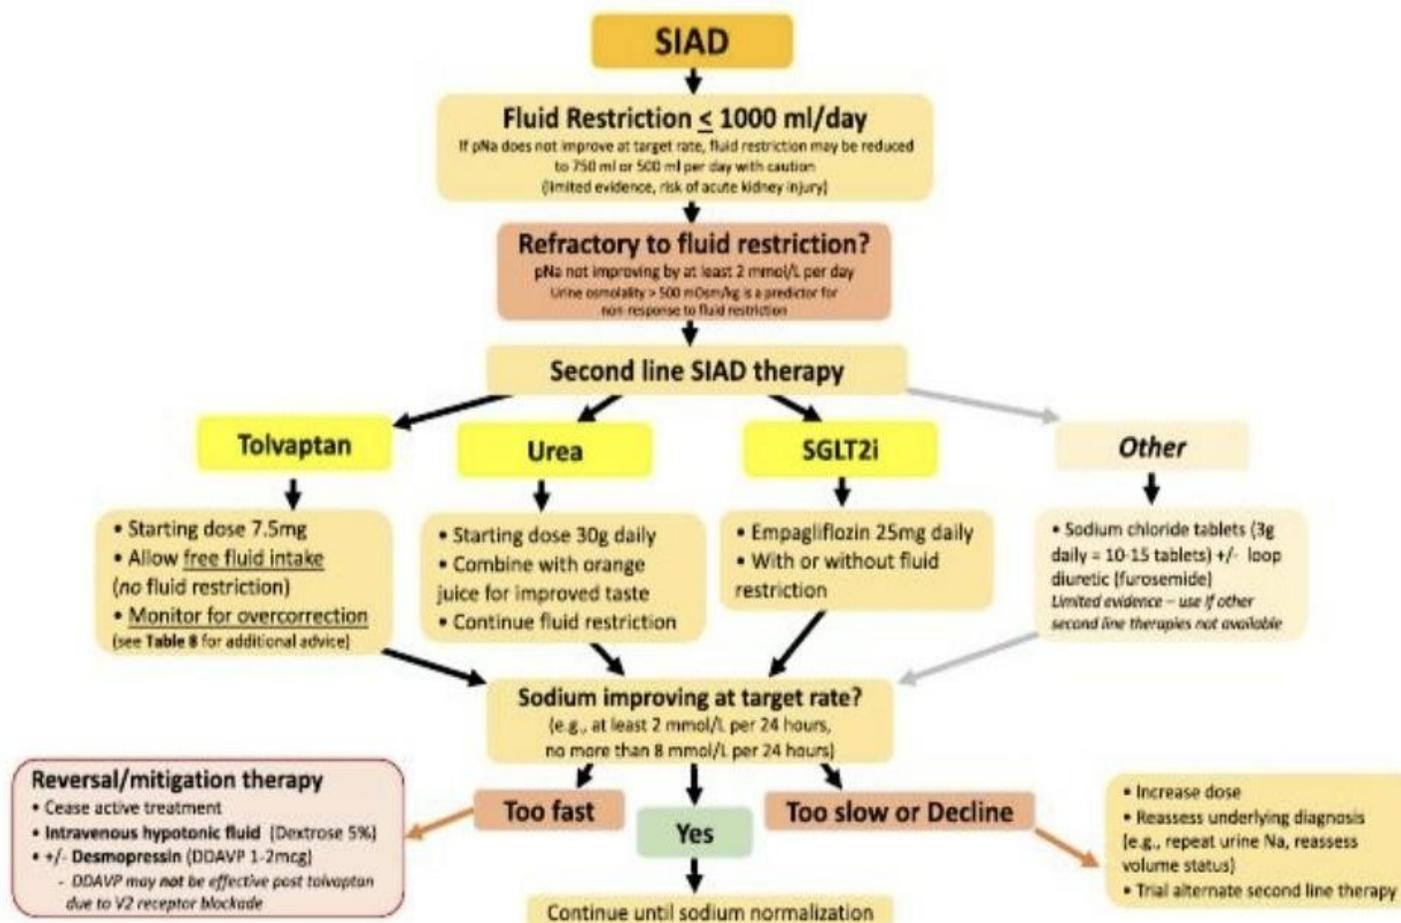 SIAD
Fluid Restriction ≤ 1000 ml/day
If pNa does not improve at target rate, fluid restriction may be reduced
to 750 ml or 500 ml per day with caution
(limited evidence, risk of acute kidney injury)
Refractory to fluid restriction?
pNa not improving by at least 2 mmol/L per day
Urine osmolality > 500 mOsm/kg is a predictor for
non-response to fluid restriction
Second line SIAD therapy
Tolvaptan
• Starting dose 7.5mg
• Allow free fluid intake
(no fluid restriction)
• Monitor for overcorrection
(see Table 8 for additional advice)
Urea
• Starting dose 30g daily
• Combine with orange
juice for improved taste
• Continue fluid restriction
SGLT2i
• Empagliflozin 25mg daily
• With or without fluid
restriction
Other
• Sodium chloride tablets (3g
daily = 10-15 tablets) +/- loop
diuretic (furosemide)
Limited evidence – use if other
second line therapies not available
Sodium improving at target rate?
(e.g., at least 2 mmol/L per 24 hours,
no more than 8 mmol/L per 24 hours)
Too fast
Yes
Too slow or Decline
Reversal/mitigation therapy
• Cease active treatment
• Intravenous hypotonic fluid (Dextrose 5%)
• +/- Desmopressin (DDAVP 1-2mcg)
- DDAVP may not be effective post tolvaptan
due to V2 receptor blockade
• Increase dose
• Reassess underlying diagnosis
(e.g., repeat urine Na, reassess
volume status)
• Trial alternate second line therapy
Continue until sodium normalization